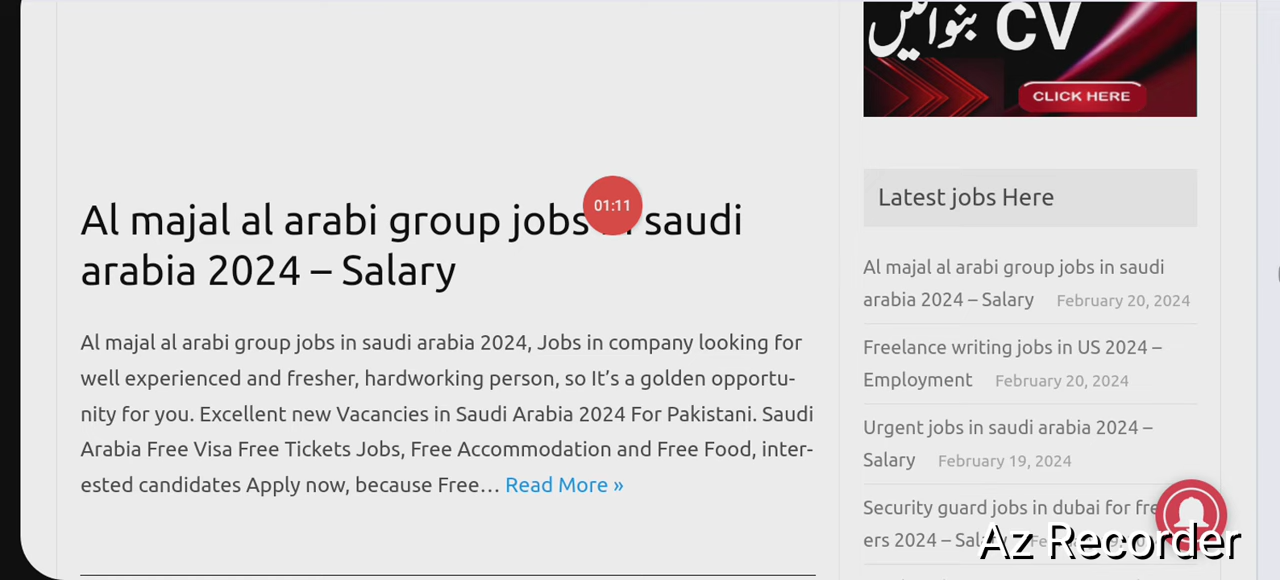 بنوائیں CV
CLICK HERE
Al majal al arabi group jobs saudi
arabia 2024 – Salary
01:11
Al majal al arabi group jobs in saudi arabia 2024, Jobs in company looking for
well experienced and fresher, hardworking person, so It's a golden opportu-
nity for you. Excellent new Vacancies in Saudi Arabia 2024 For Pakistani. Saudi
Arabia Free Visa Free Tickets Jobs, Free Accommodation and Free Food, inter-
ested candidates Apply now, because Free… Read More »
Latest jobs Here
Al majal al arabi group jobs in saudi
arabia 2024 – Salary February 20, 2024
Freelance writing jobs in US 2024 –
Employment February 20, 2024
Urgent jobs in saudi arabia 2024 –
Salary February 19, 2024
Security guard jobs in dubai for
ers 2024 –
Az Recorder